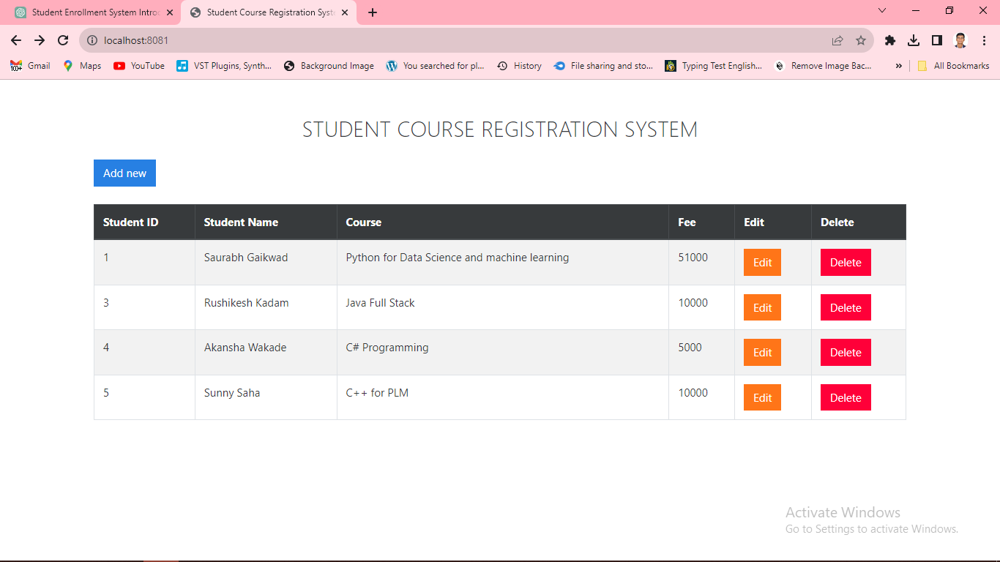 Student Enrollment System Intro
Student Course Registration Syst
localhost:8081
100+
Gmail
Maps
YouTube
VST Plugins, Synth...
Background Image
You searched for pl...
History
File sharing and sto...
Typing Test English...
Remove Image Bac...
»
All Bookmarks
STUDENT COURSE REGISTRATION SYSTEM
Add new
Student ID Student Name Course Fee Edit Delete
1 Saurabh Gaikwad Python for Data Science and machine learning 51000 Edit Delete
3 Rushikesh Kadam Java Full Stack 10000 Edit Delete
4 Akansha Wakade C# Programming 5000 Edit Delete
5 Sunny Saha C++ for PLM 10000 Edit Delete
Activate Windows
Go to Settings to activate Windows.